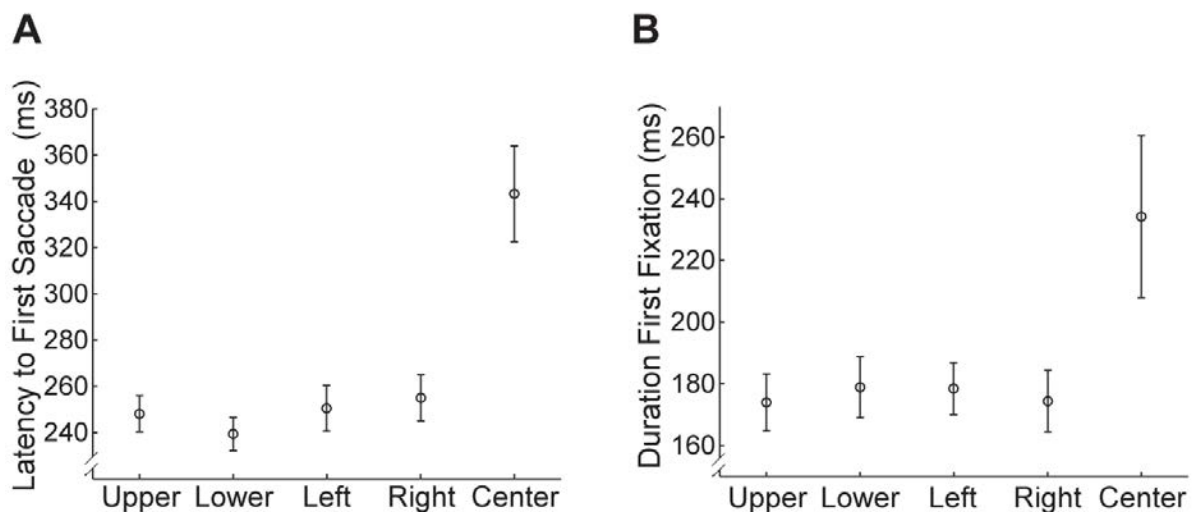 A
Latency to First Saccade (ms)
380
360
340
320
300
280
260
240
Upper Lower Left Right Center
B
Duration First Fixation (ms)
260
240
220
200
180
160
Upper Lower Left Right Center